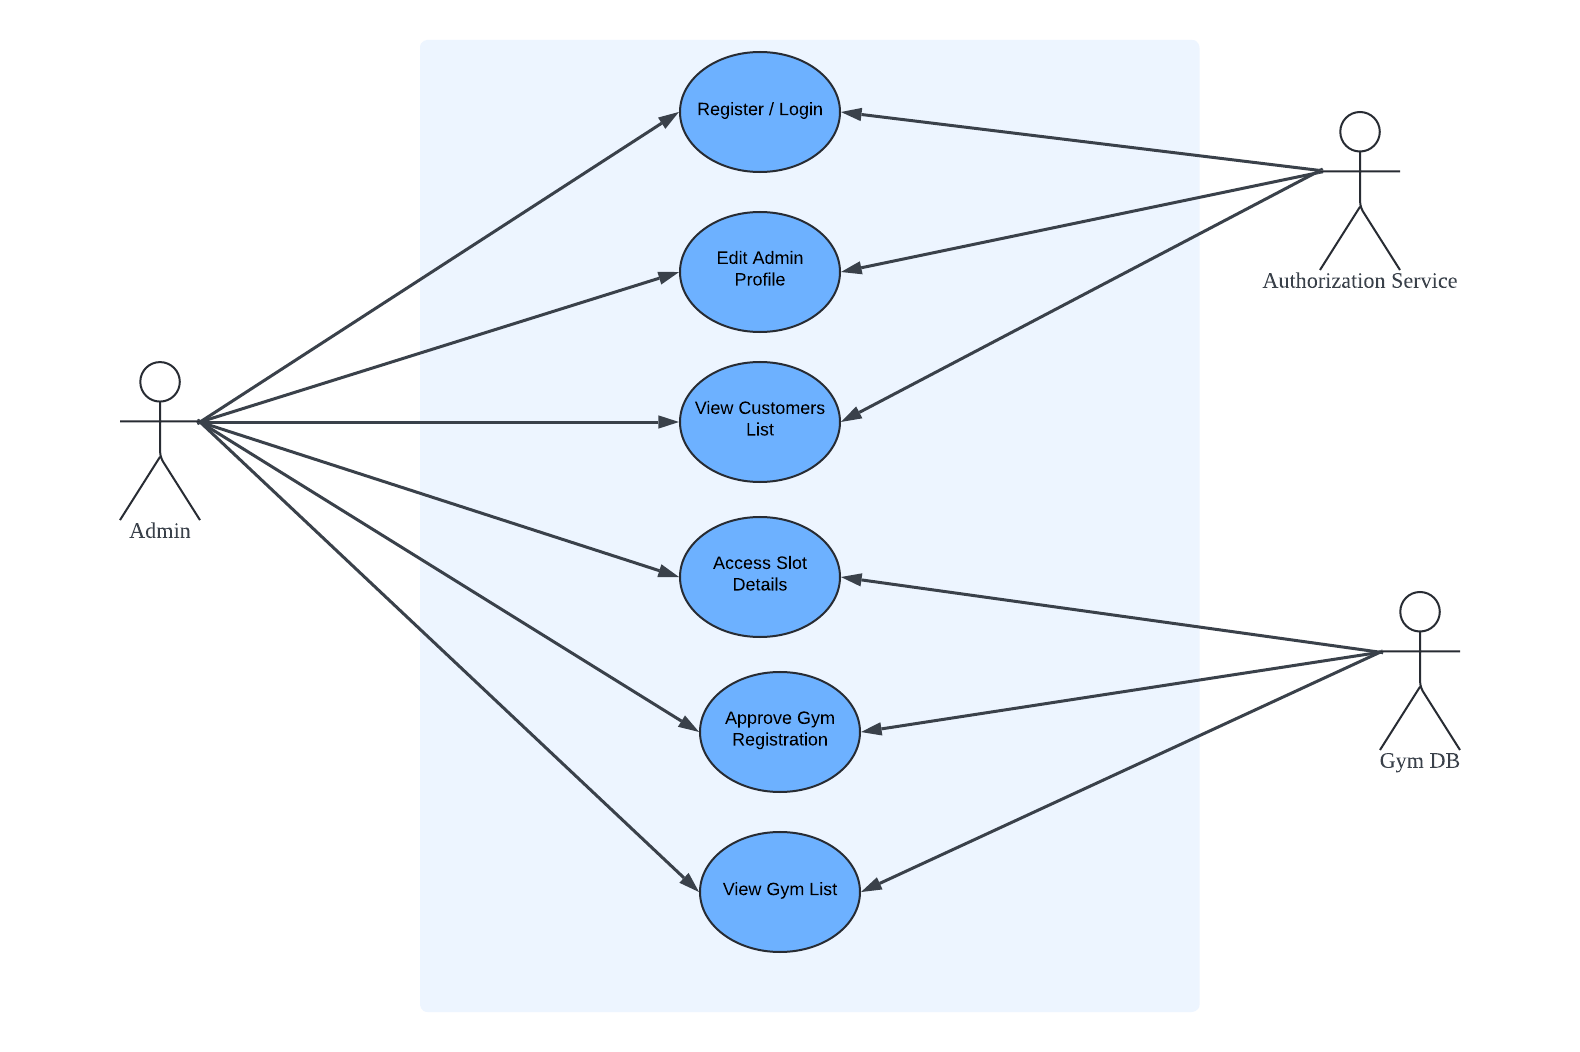 Register / Login
Edit Admin
Profile
View Customers
List
Access Slot
Details
Approve Gym
Registration
View Gym List
Admin
Authorization Service
Gym DB